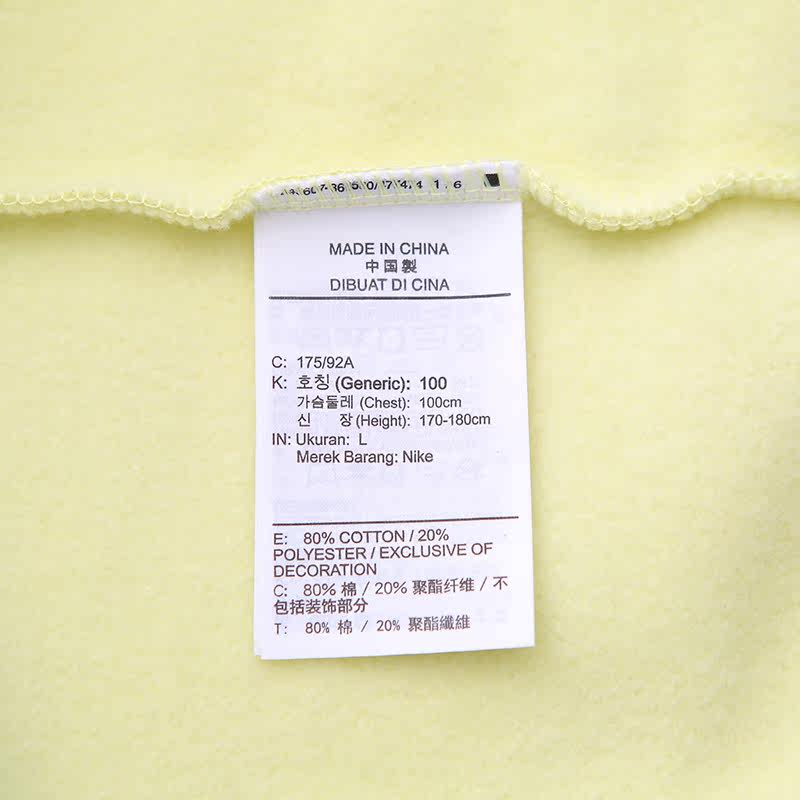 MADE IN CHINA
中国製
DIBUAT DI CINA
C: 175/92A
K: 호칭 (Generic): 100
가슴둘레 (Chest): 100cm
신 장 (Height): 170-180cm
IN: Ukuran: L
Merek Barang: Nike
E: 80% COTTON / 20%
POLYESTER / EXCLUSIVE OF
DECORATION
C: 80% 棉 / 20% 聚酯纤维 / 不
包括装饰部分
T: 80% 棉 / 20% 聚酯纖維